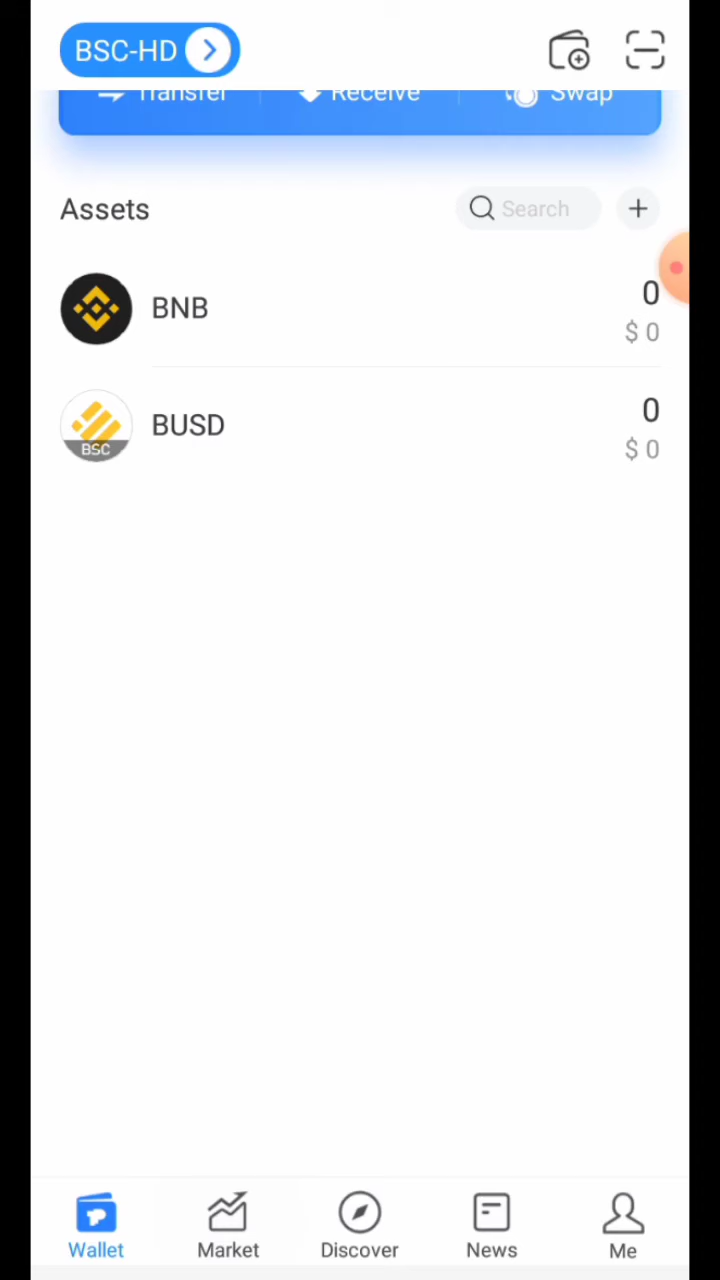 BSC-HD
Transfer Receive Swap
Assets
Search
BNB
0
$ 0
BUSD
0
$ 0
BSC
Wallet Market Discover News Me